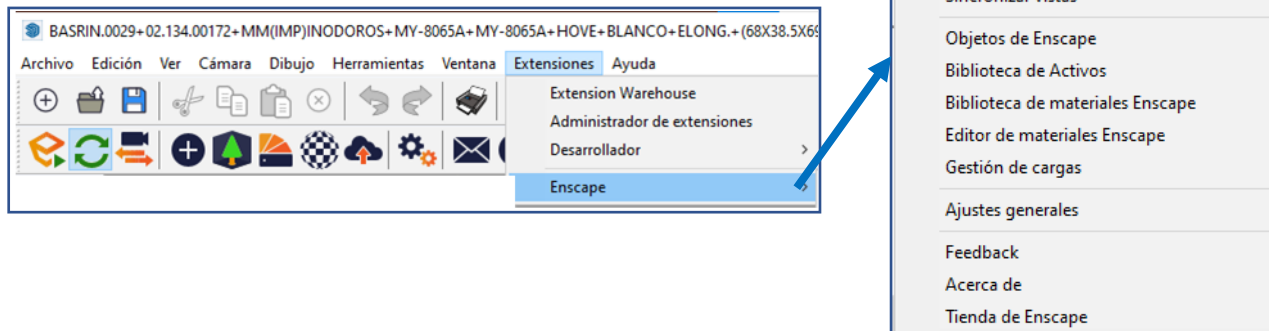 BASRIN.0029+02.134.00172+MM(IMP)INODOROS+MY-8065A+MY-8065A+HOVE+BLANCO+ELONG.+(68X38.5X69
Archivo Edición Ver Cámara Dibujo Herramientas Ventana Extensiones Ayuda
Extension Warehouse
Administrador de extensiones
Desarrollador
Enscape
Sincronizar vistas
Objetos de Enscape
Biblioteca de Activos
Biblioteca de materiales Enscape
Editor de materiales Enscape
Gestión de cargas
Ajustes generales
Feedback
Acerca de
Tienda de Enscape